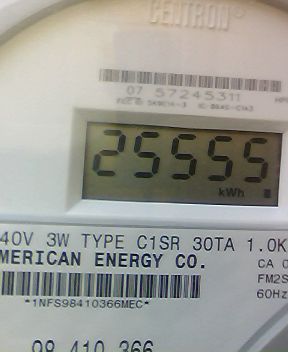 CENTRON®
07 57245311
25555
kWh
40V 3W TYPE C1SR 30TA 1.0K
MERICAN ENERGY CO.
CA 0
FM2S
60Hz
*1NFS98410366MEC*
98 410 366